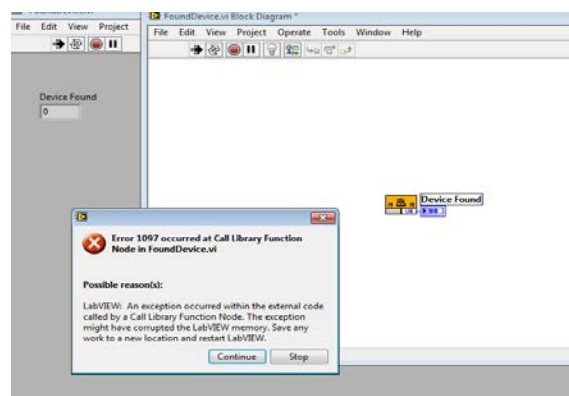 File Edit View Project
Device Found
0
FoundDevice.vi Block Diagram *
File Edit View Project Operate Tools Window Help
Device Found
Error 1097 occurred at Call Library Function
Node in FoundDevice.vi
Possible reason(s):
LabVIEW: An exception occurred within the external code
called by a Call Library Function Node. The exception
might have corrupted the LabVIEW memory. Save any
work to a new location and restart LabVIEW.
Continue Stop